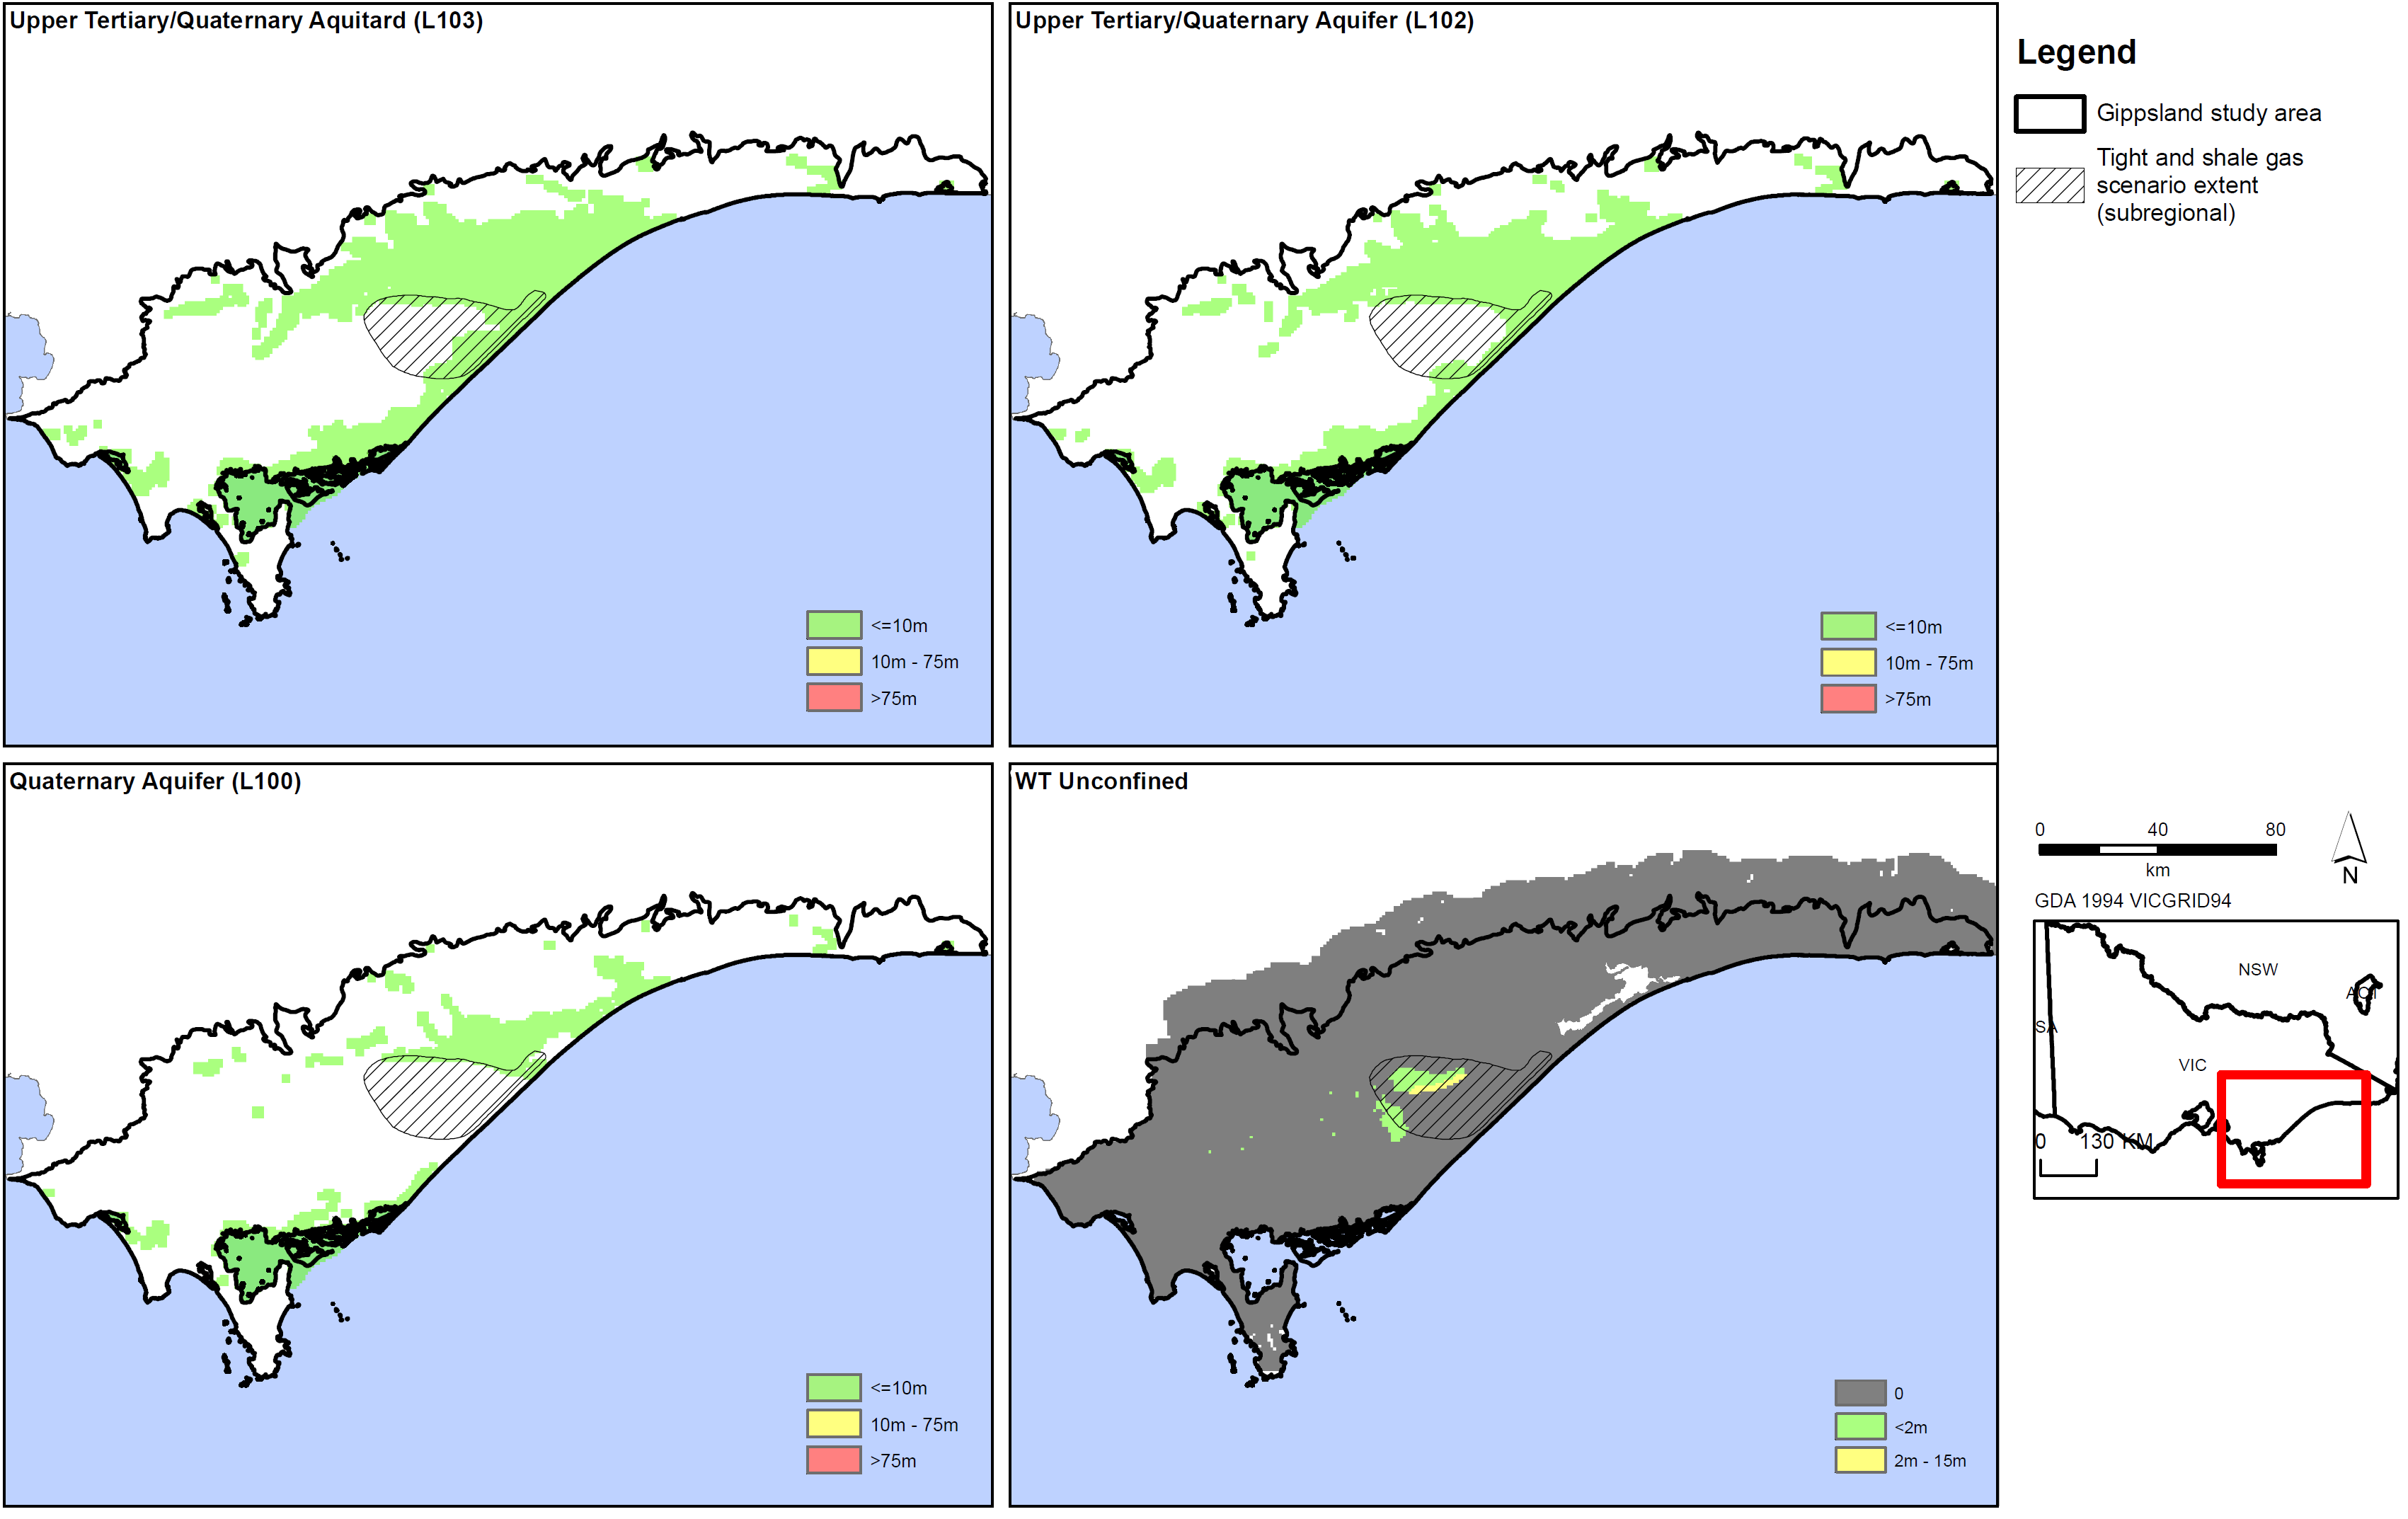 Upper Tertiary/Quaternary Aquitard (L103)
<=10m
10m - 75m
>75m
Upper Tertiary/Quaternary Aquifer (L102)
<=10m
10m - 75m
>75m
Legend
Gippsland study area
Tight and shale gas
scenario extent
(subregional)
Quaternary Aquifer (L100)
<=10m
10m - 75m
>75m
WT Unconfined
0
<2m
2m - 15m
0 40 80
km
N
GDA 1994 VICGRID94
NSW
ACT
SA
VIC
0 130 KM